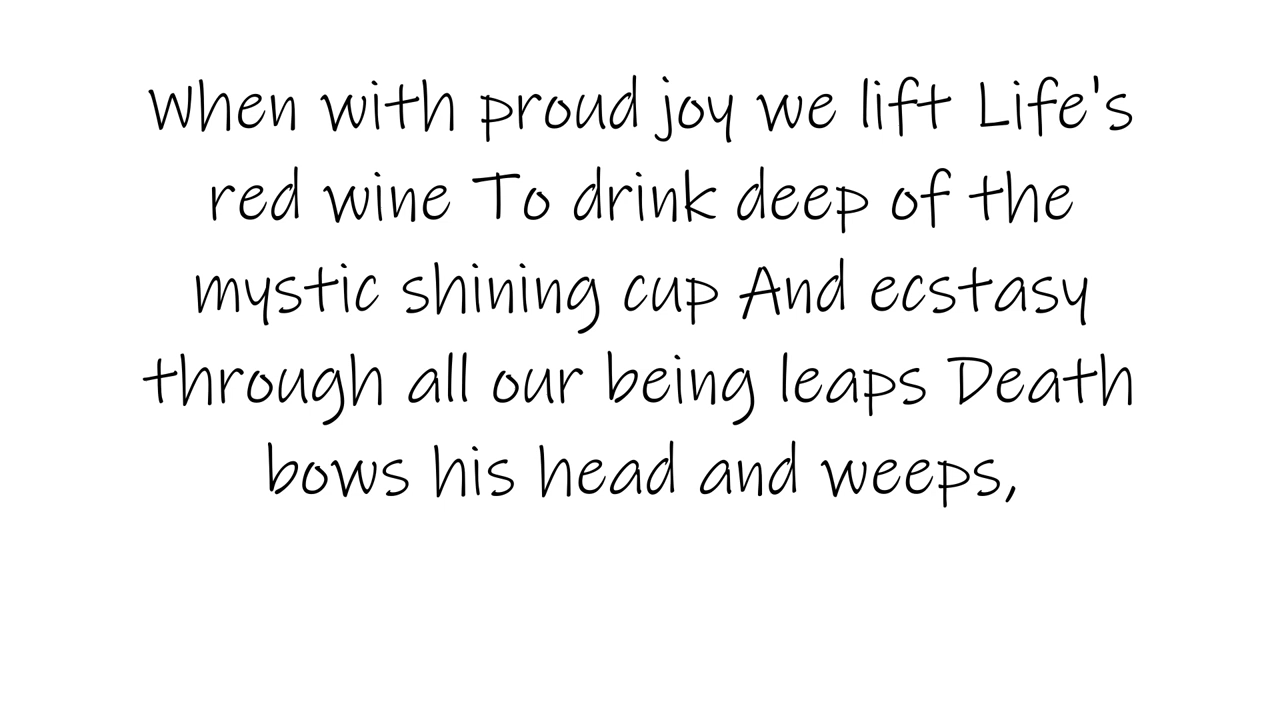 When with proud joy we lift Life's
red wine To drink deep of the
mystic shining cup And ecstasy
through all our being leaps Death
bows his head and weeps,